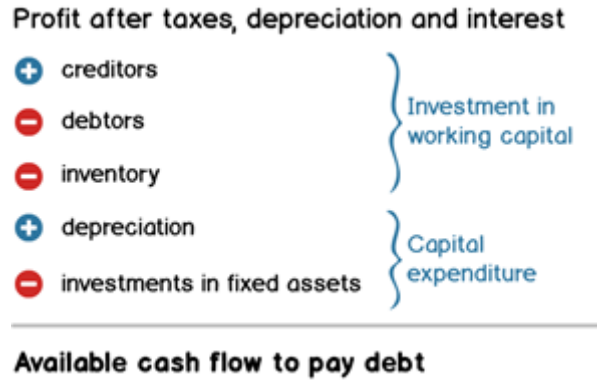 Profit after taxes, depreciation and interest
+ creditors
- debtors
- inventory
Investment in
working capital
+ depreciation
- investments in fixed assets
Capital
expenditure
Available cash flow to pay debt